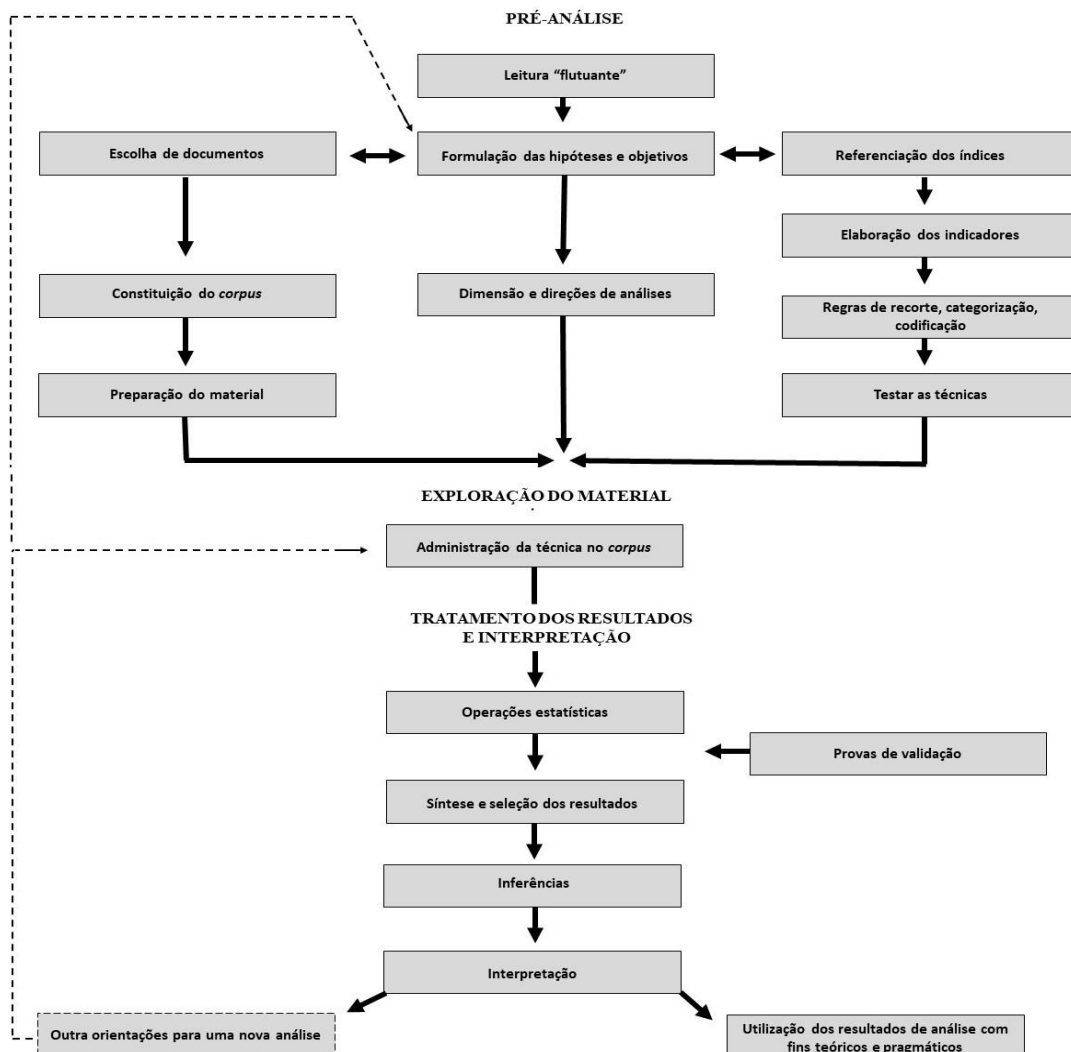 PRÉ-ANÁLISE
Leitura “flutuante”
Escolha de documentos
Formulação das hipóteses e objetivos
Referenciação dos índices
Elaboração dos indicadores
Constituição do corpus
Dimensão e direções de análises
Regras de recorte, categorização,
codificação
Preparação do material
Testar as técnicas
EXPLORAÇÃO DO MATERIAL
Administração da técnica no corpus
TRATAMENTO DOS RESULTADOS
E INTERPRETAÇÃO
Operações estatísticas
Provas de validação
Síntese e seleção dos resultados
Inferências
Interpretação
Outra orientações para uma nova análise
Utilização dos resultados de análise com
fins teóricos e pragmáticos